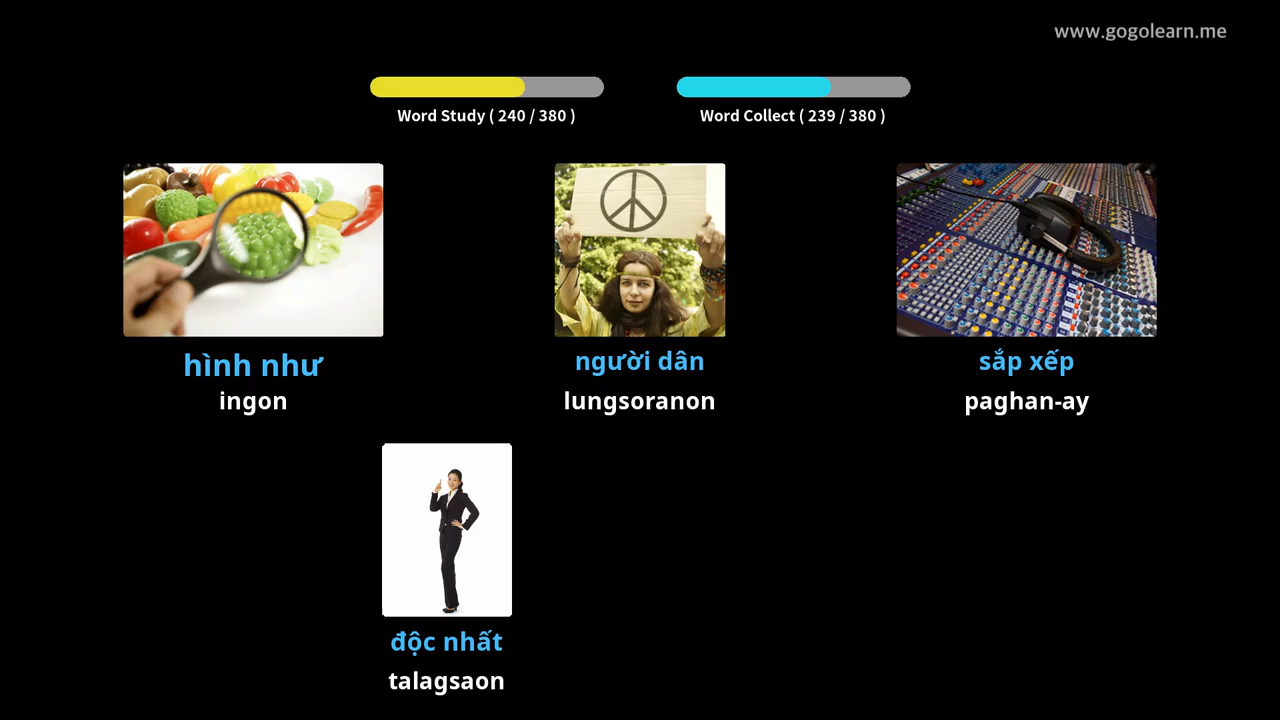 www.gogolearn.me
Word Study ( 240 / 380 )
Word Collect ( 239 / 380 )
hình như
ingon
người dân
lungsoranon
sắp xếp
paghan-ay
độc nhất
talagsaon